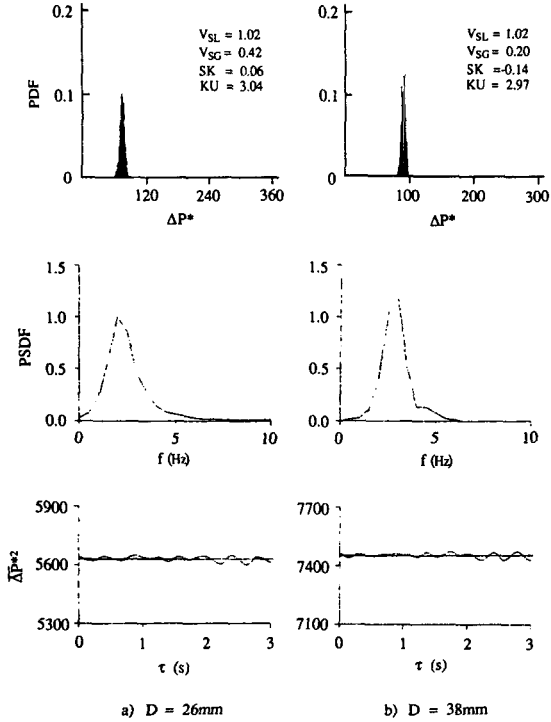 0.2
0.1
0
PDF
V_SL = 1.02
V_SG = 0.42
SK = 0.06
KU = 3.04
120 240 360
ΔP*
0.2
0.1
0
V_SL = 1.02
V_SG = 0.20
SK =-0.14
KU = 2.97
100 200 300
ΔP*
1.5
1.0
0.5
0.0
PSDF
0 5 10
f (Hz)
1.5
1.0
0.5
0.0
0 5 10
f (Hz)
5900
5600
5300
ΔP*²
0 1 2 3
τ (s)
7700
7450
7100
0 1 2 3
τ (s)
a) D = 26mm
b) D = 38mm